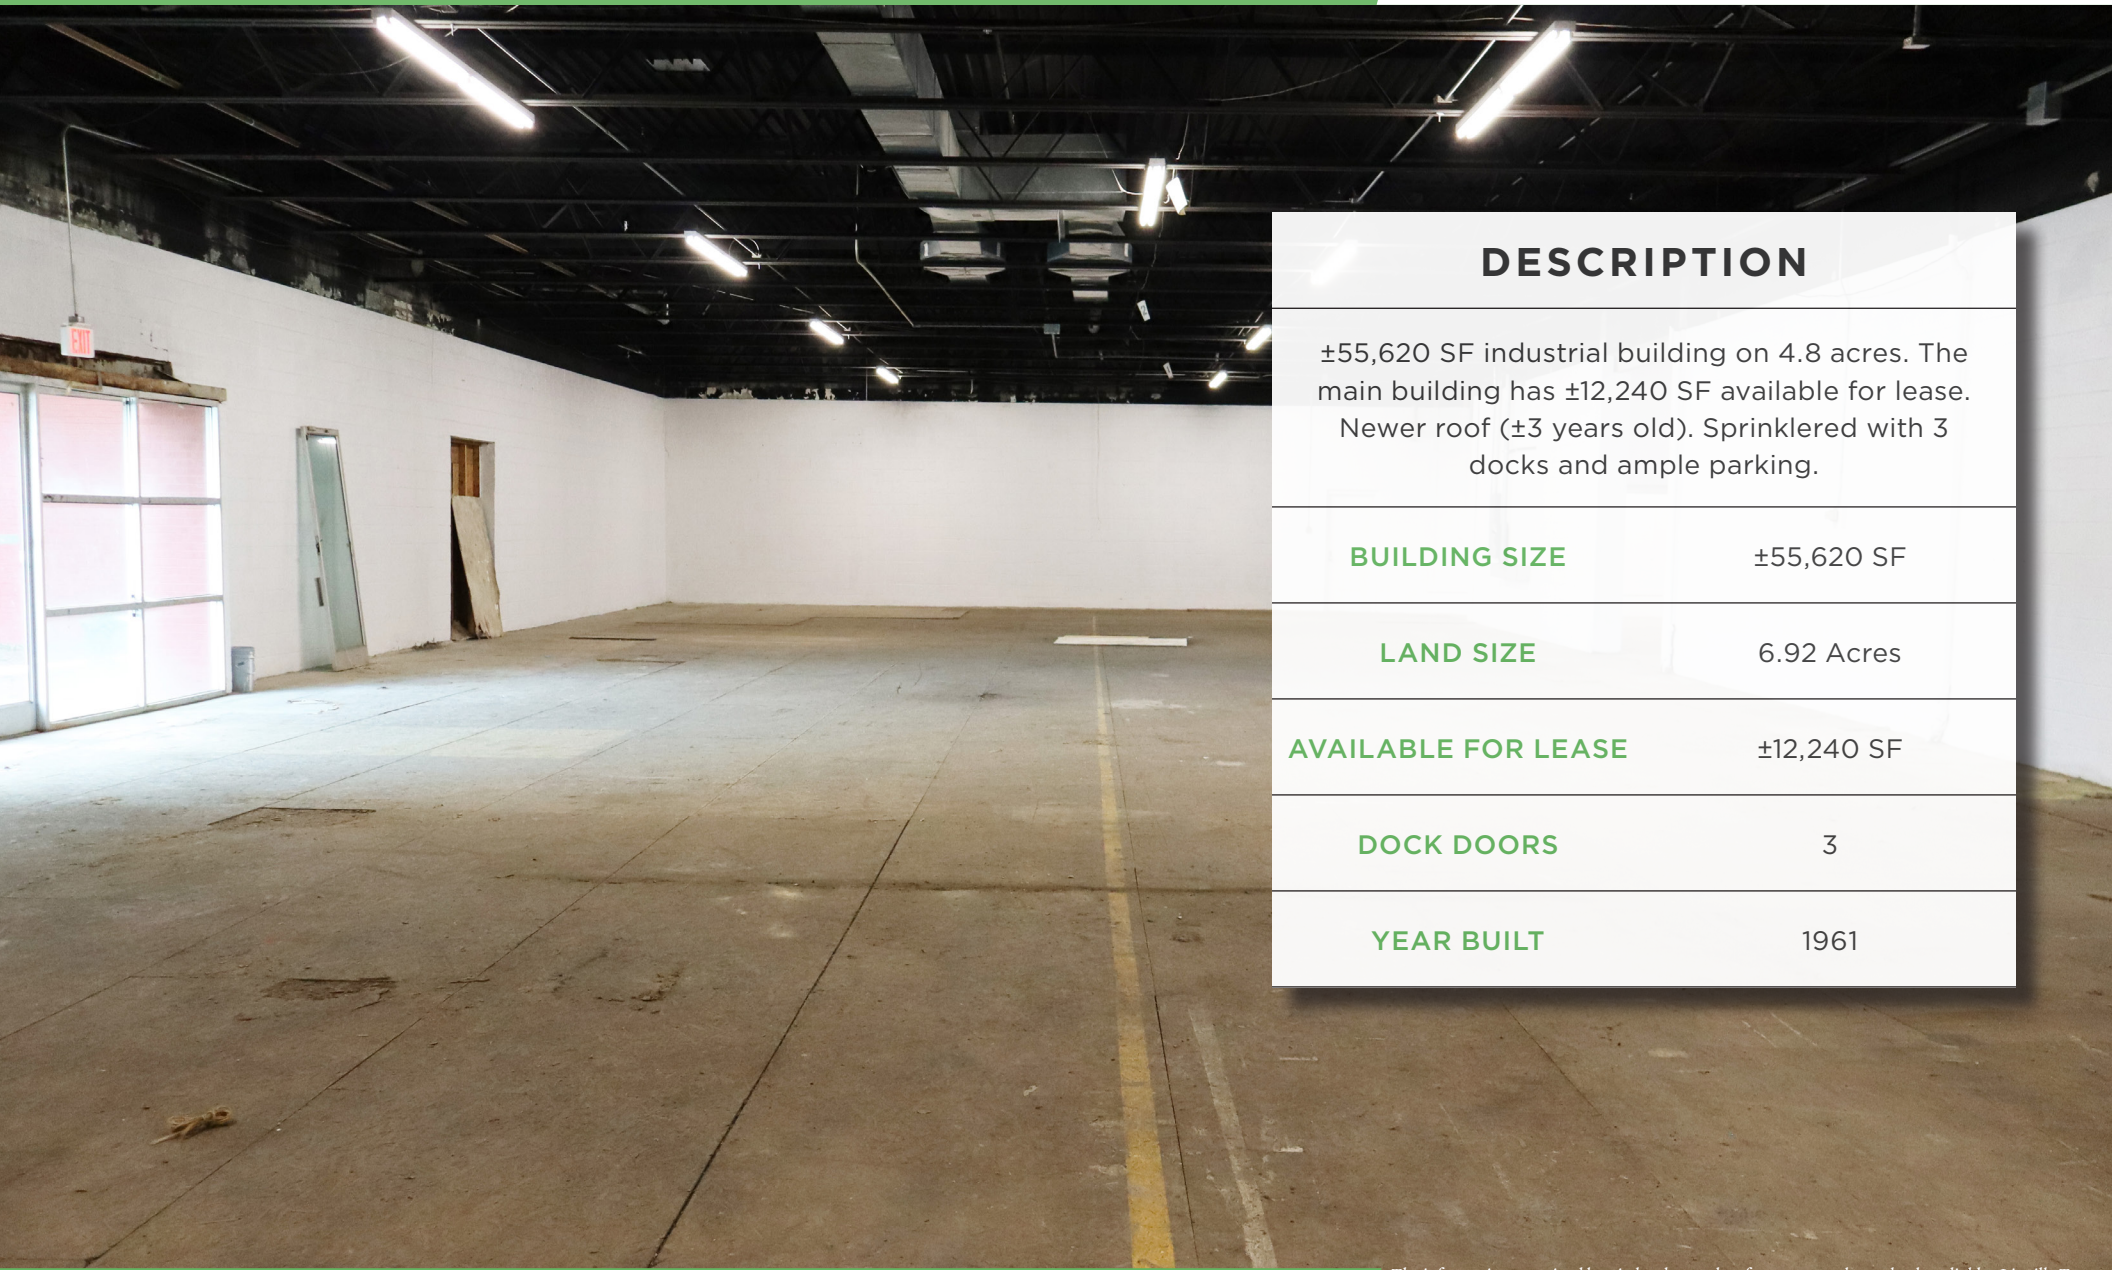 EXIT
DESCRIPTION
±55,620 SF industrial building on 4.8 acres. The
main building has ±12,240 SF available for lease.
Newer roof (±3 years old). Sprinklered with 3
docks and ample parking.
BUILDING SIZE ±55,620 SF
LAND SIZE 6.92 Acres
AVAILABLE FOR LEASE ±12,240 SF
DOCK DOORS 3
YEAR BUILT 1961